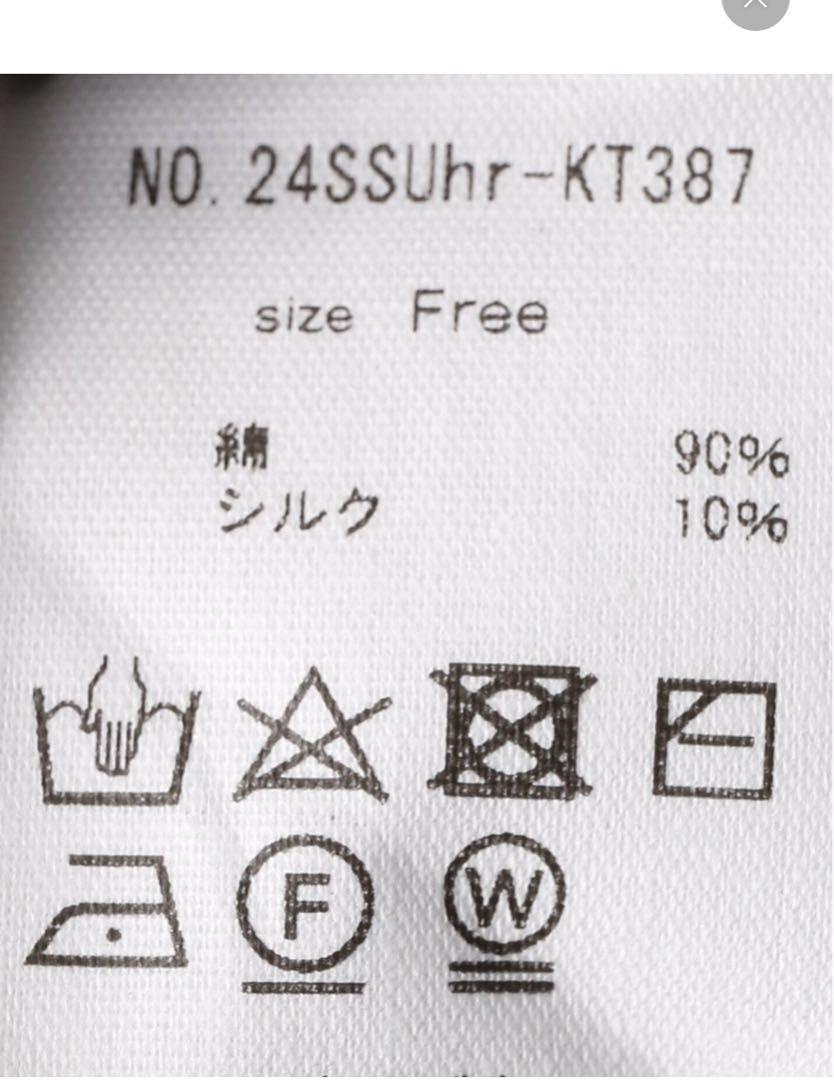 NO. 24SSUhr-KT387
size Free
綿 90%
シルク 10%
F W